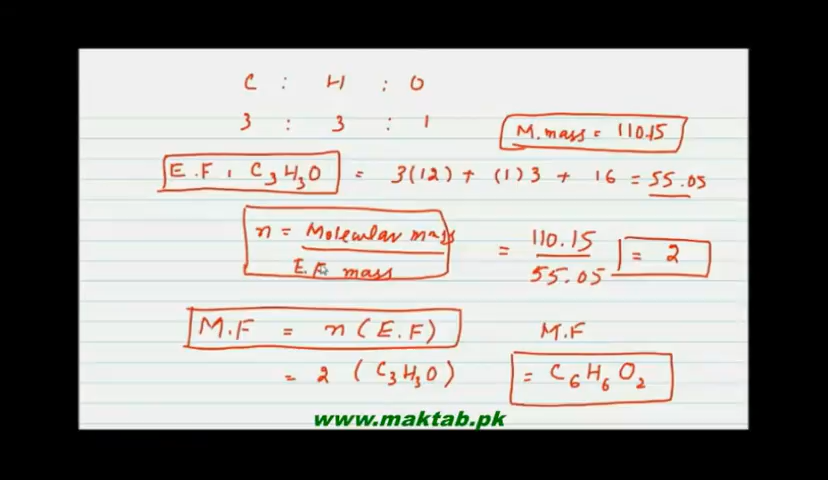 C : H : O
3 : 3 : 1
M. mass = 110.15
E.F, C₃H₃O = 3(12) + (1)3 + 16 = 55.05
n = Molecular mass / E.F mass = 110.15 / 55.05 = 2
M.F = n (E.F)
M.F
= 2 (C₃H₃O)
= C₆H₆O₂
www.maktab.pk